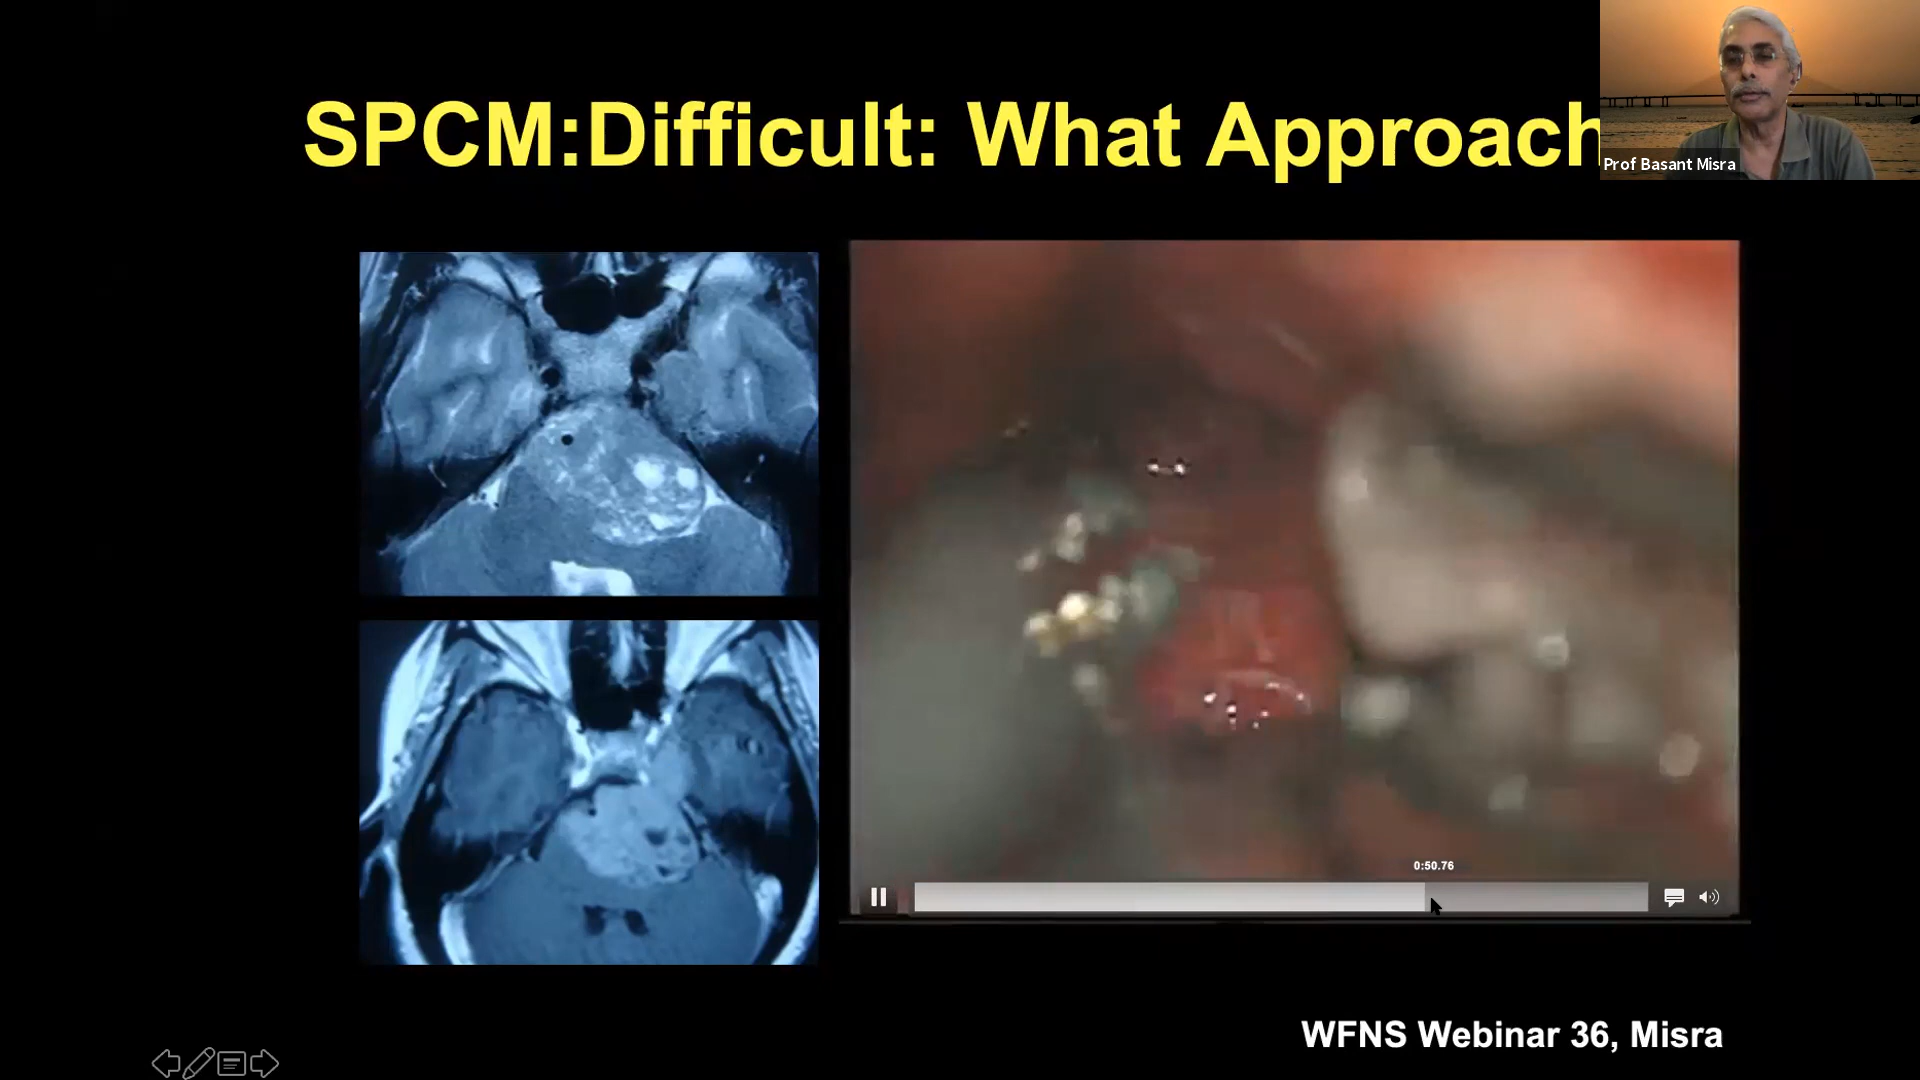 SPCM:Difficult: What Approach
Prof Basant Misra
0:50.76
WFNS Webinar 36, Misra